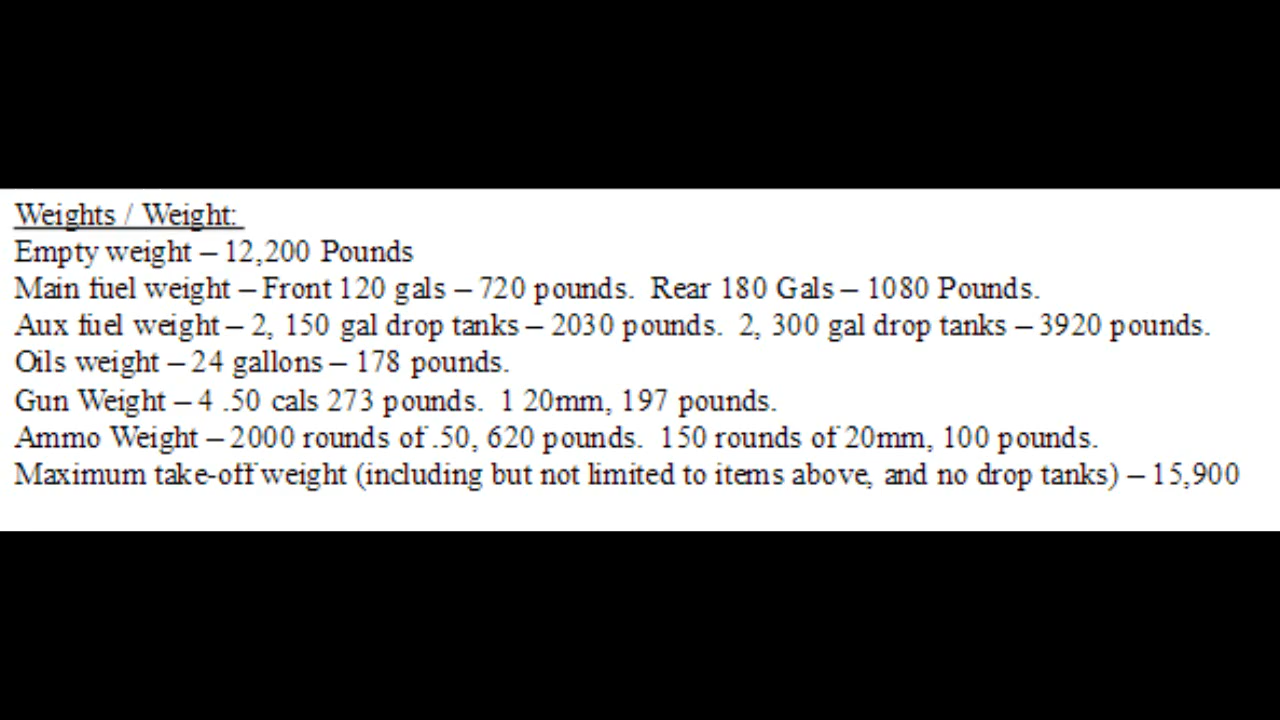 Weights / Weight:
Empty weight – 12,200 Pounds
Main fuel weight – Front 120 gals – 720 pounds.  Rear 180 Gals – 1080 Pounds.
Aux fuel weight – 2, 150 gal drop tanks – 2030 pounds.  2, 300 gal drop tanks – 3920 pounds.
Oils weight – 24 gallons – 178 pounds.
Gun Weight – 4 .50 cals 273 pounds.  1 20mm, 197 pounds.
Ammo Weight – 2000 rounds of .50, 620 pounds.  150 rounds of 20mm, 100 pounds.
Maximum take-off weight (including but not limited to items above, and no drop tanks) – 15,900